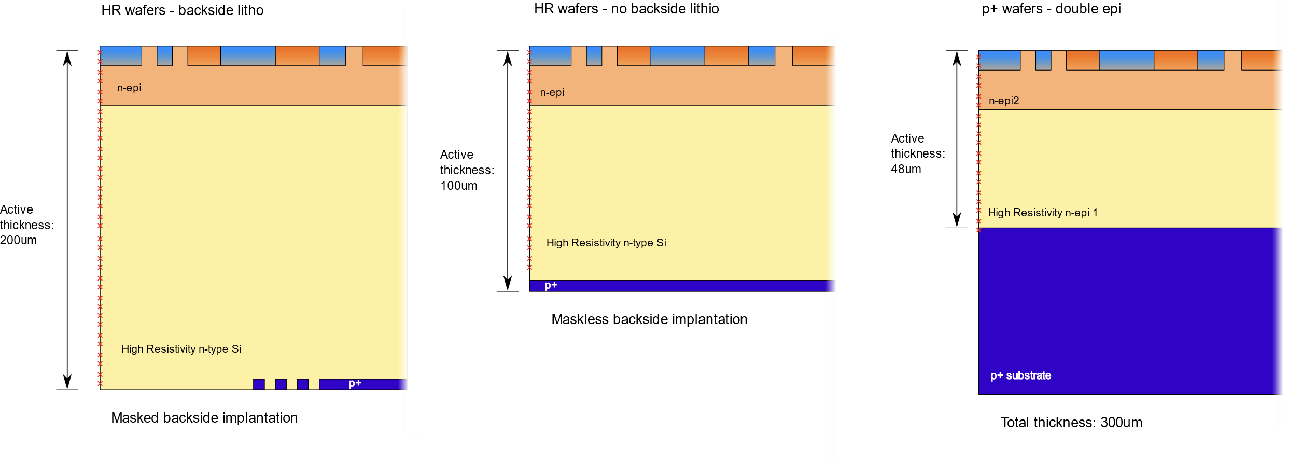 HR wafers - backside litho
n-epi
Active
thickness:
200um
High Resistivity n-type Si
p+
Masked backside implantation
HR wafers - no backside lithio
n-epi
Active
thickness:
100um
High Resistivity n-type Si
p+
Maskless backside implantation
p+ wafers - double epi
n-epi2
Active
thickness:
48um
High Resistivity n-epi 1
p+ substrate
Total thickness: 300um